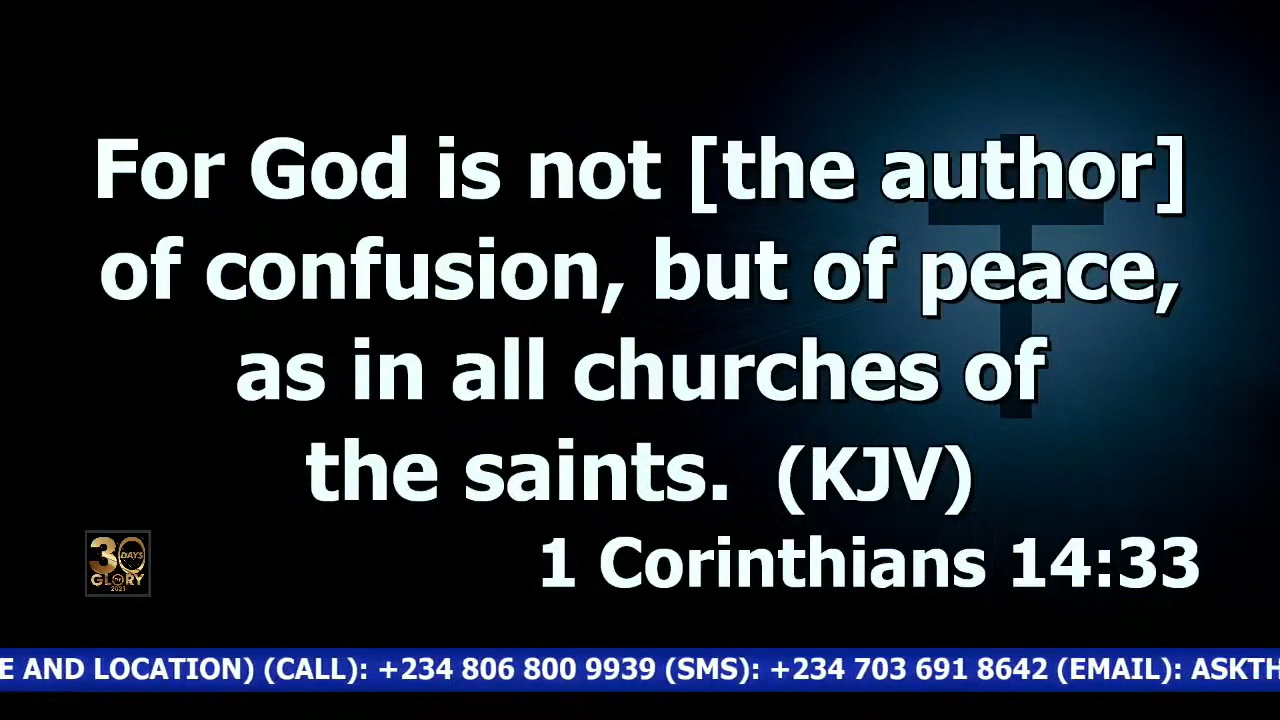 For God is not [the author]
of confusion, but of peace,
as in all churches of
the saints. (KJV)
1 Corinthians 14:33
30
DAYS
OF
GLORY
2021
E AND LOCATION) (CALL): +234 806 800 9939 (SMS): +234 703 691 8642 (EMAIL): ASKTH